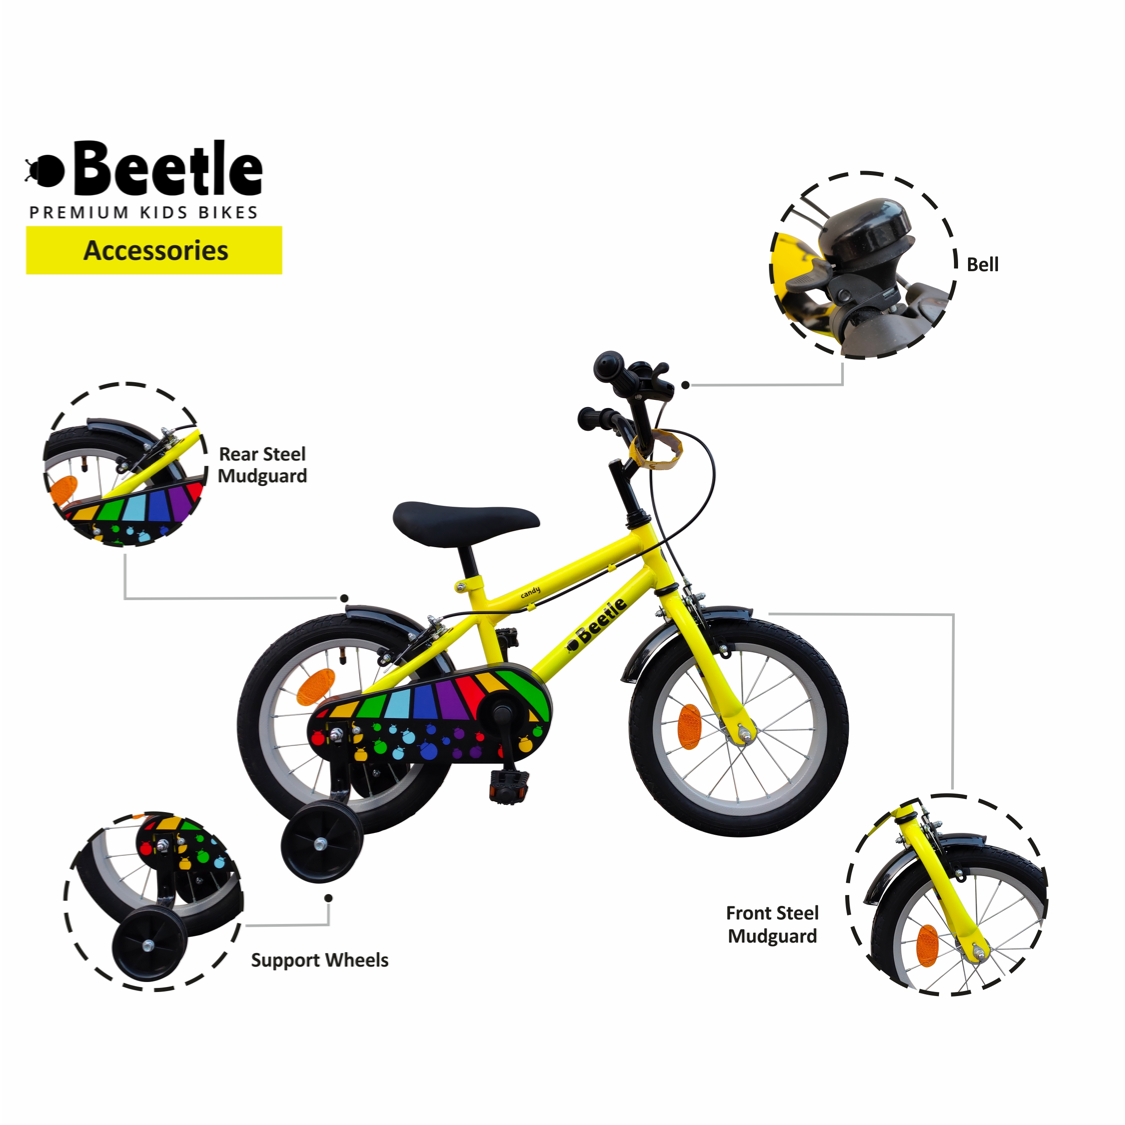 Beetle
PREMIUM KIDS BIKES
Accessories
Bell
Rear Steel
Mudguard
candy
Beetle
Support Wheels
Front Steel
Mudguard